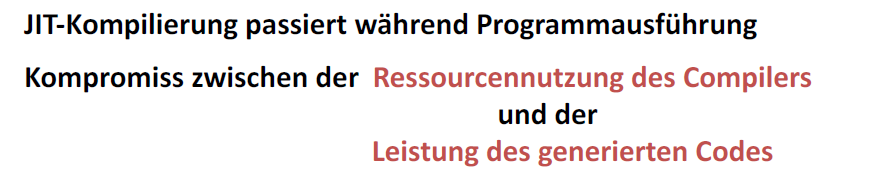 JIT-Kompilierung passiert während Programmausführung
Kompromiss zwischen der Ressourcennutzung des Compilers
und der
Leistung des generierten Codes